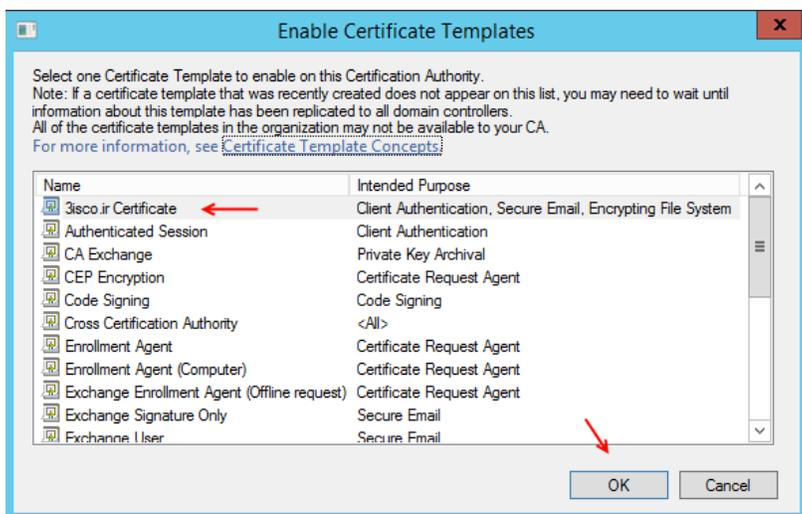 Enable Certificate Templates
x
Select one Certificate Template to enable on this Certification Authority.
Note: If a certificate template that was recently created does not appear on this list, you may need to wait until
information about this template has been replicated to all domain controllers.
All of the certificate templates in the organization may not be available to your CA.
For more information, see Certificate Template Concepts.
Name Intended Purpose
3isco.ir Certificate Client Authentication, Secure Email, Encrypting File System
Authenticated Session Client Authentication
CA Exchange Private Key Archival
CEP Encryption Certificate Request Agent
Code Signing Code Signing
Cross Certification Authority <All>
Enrollment Agent Certificate Request Agent
Enrollment Agent (Computer) Certificate Request Agent
Exchange Enrollment Agent (Offline request) Certificate Request Agent
Exchange Signature Only Secure Email
Exchange User Secure Email
OK Cancel